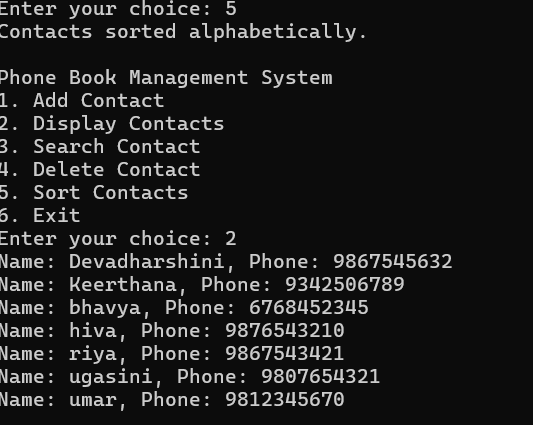 Enter your choice: 5
Contacts sorted alphabetically.
Phone Book Management System
1. Add Contact
2. Display Contacts
3. Search Contact
4. Delete Contact
5. Sort Contacts
6. Exit
Enter your choice: 2
Name: Devadharshini, Phone: 9867545632
Name: Keerthana, Phone: 9342506789
Name: bhavya, Phone: 6768452345
Name: hiva, Phone: 9876543210
Name: riya, Phone: 9867543421
Name: ugasini, Phone: 9807654321
Name: umar, Phone: 9812345670